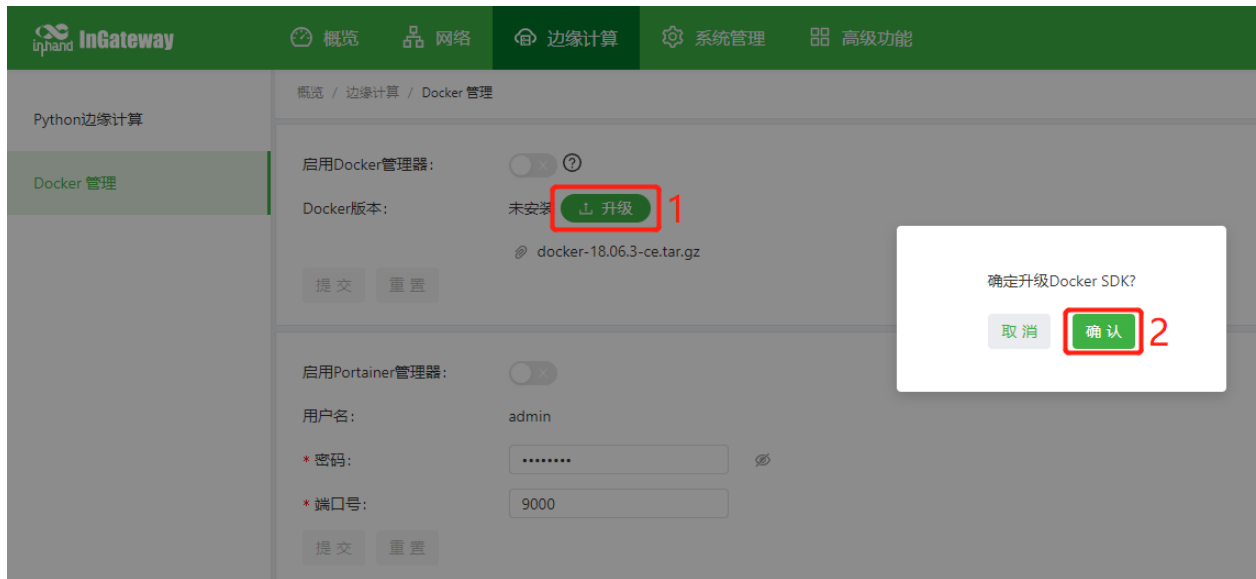 inhand InGateway 概览 网络 边缘计算 系统管理 高级功能
概览 / 边缘计算 / Docker 管理
Python边缘计算
Docker 管理
启用Docker管理器:
Docker版本: 未安装 升级 1
docker-18.06.3-ce.tar.gz
提 交 重 置
确定升级Docker SDK?
取 消 确 认 2
启用Portainer管理器:
用户名: admin
* 密码: ••••••••
* 端口号: 9000
提 交 重 置